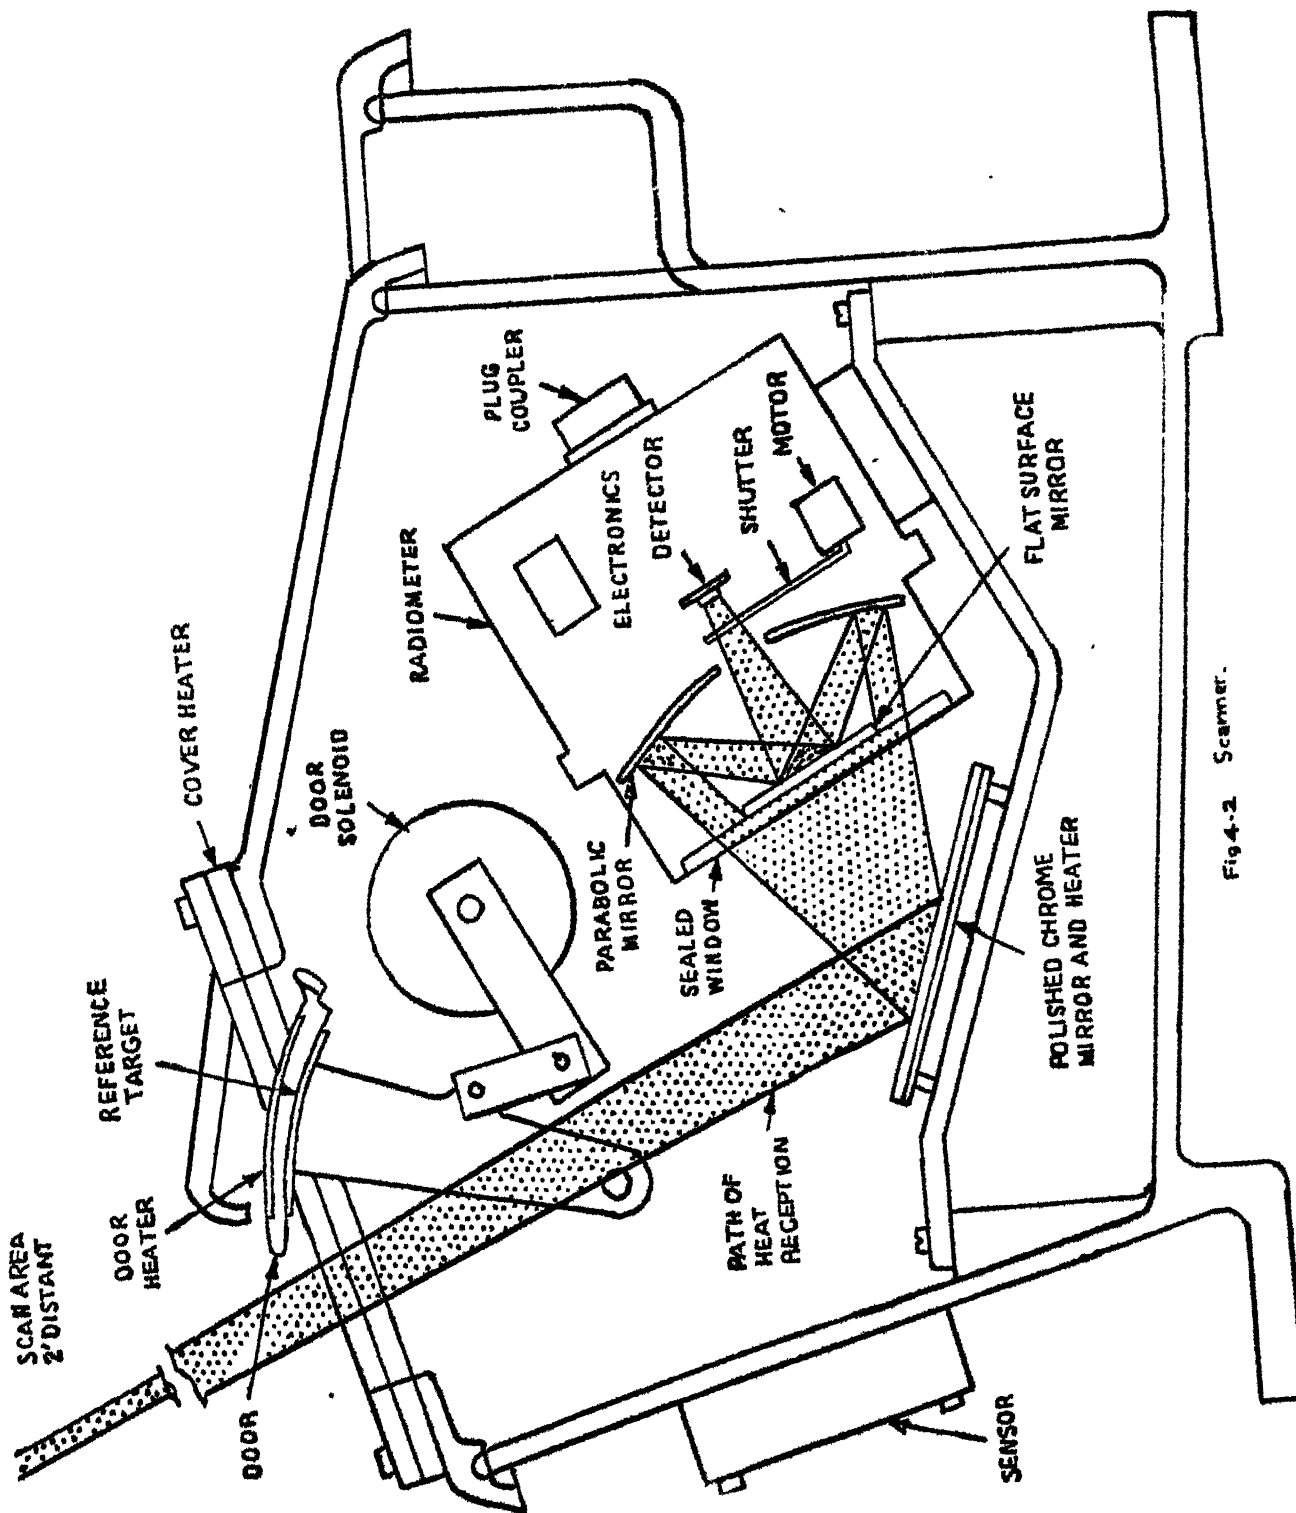 SCAN AREA
2' DISTANT
DOOR
HEATER
REFERENCE
TARGET
COVER HEATER
DOOR
DOOR
SOLENOID
RADIOMETER
PLUG
COUPLER
ELECTRONICS
DETECTOR
SHUTTER
MOTOR
PARABOLIC
MIRROR
SEALED
WINDOW
FLAT SURFACE
MIRROR
PATH OF
HEAT
RECEPTION
POLISHED CHROME
MIRROR AND HEATER
SENSOR
Fig 4-2 Scanner.